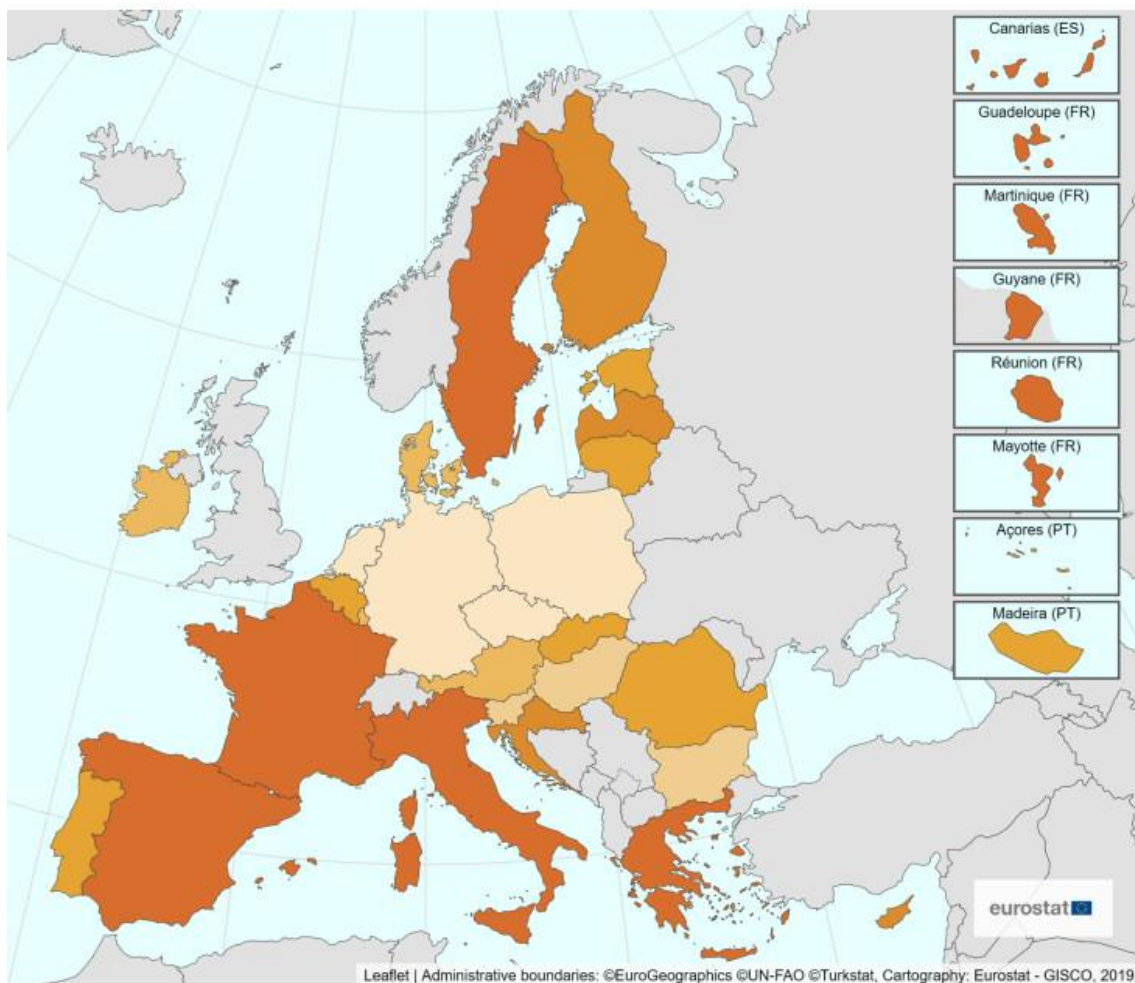 Canarias (ES)
Guadeloupe (FR)
Martinique (FR)
Guyane (FR)
Réunion (FR)
Mayotte (FR)
Açores (PT)
Madeira (PT)
eurostat
Leaflet | Administrative boundaries: ©EuroGeographics ©UN-FAO ©Turkstat, Cartography: Eurostat - GISCO, 2019